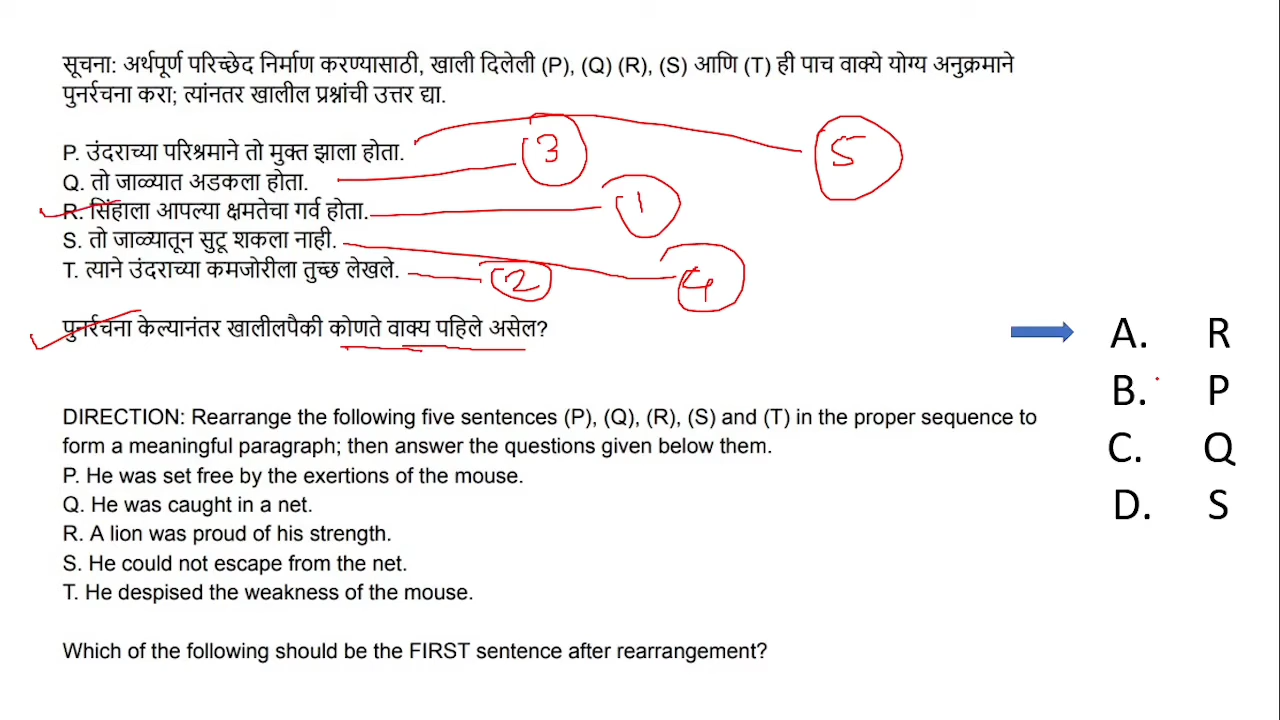 सूचना: अर्थपूर्ण परिच्छेद निर्माण करण्यासाठी, खाली दिलेली (P), (Q) (R), (S) आणि (T) ही पाच वाक्ये योग्य अनुक्रमाने
पुनर्रचना करा; त्यांनतर खालील प्रश्नांची उत्तर द्या.
P. उंदराच्या परिश्रमाने तो मुक्त झाला होता. 3 5
Q. तो जाळ्यात अडकला होता.
R. सिंहाला आपल्या क्षमतेचा गर्व होता. 1
S. तो जाळ्यातून सुटू शकला नाही.
T. त्याने उंदराच्या कमजोरीला तुच्छ लेखले. 2 4
पुनर्रचना केल्यानंतर खालीलपैकी कोणते वाक्य पहिले असेल?
A. R
B. P
C. Q
D. S
DIRECTION: Rearrange the following five sentences (P), (Q), (R), (S) and (T) in the proper sequence to
form a meaningful paragraph; then answer the questions given below them.
P. He was set free by the exertions of the mouse.
Q. He was caught in a net.
R. A lion was proud of his strength.
S. He could not escape from the net.
T. He despised the weakness of the mouse.
Which of the following should be the FIRST sentence after rearrangement?